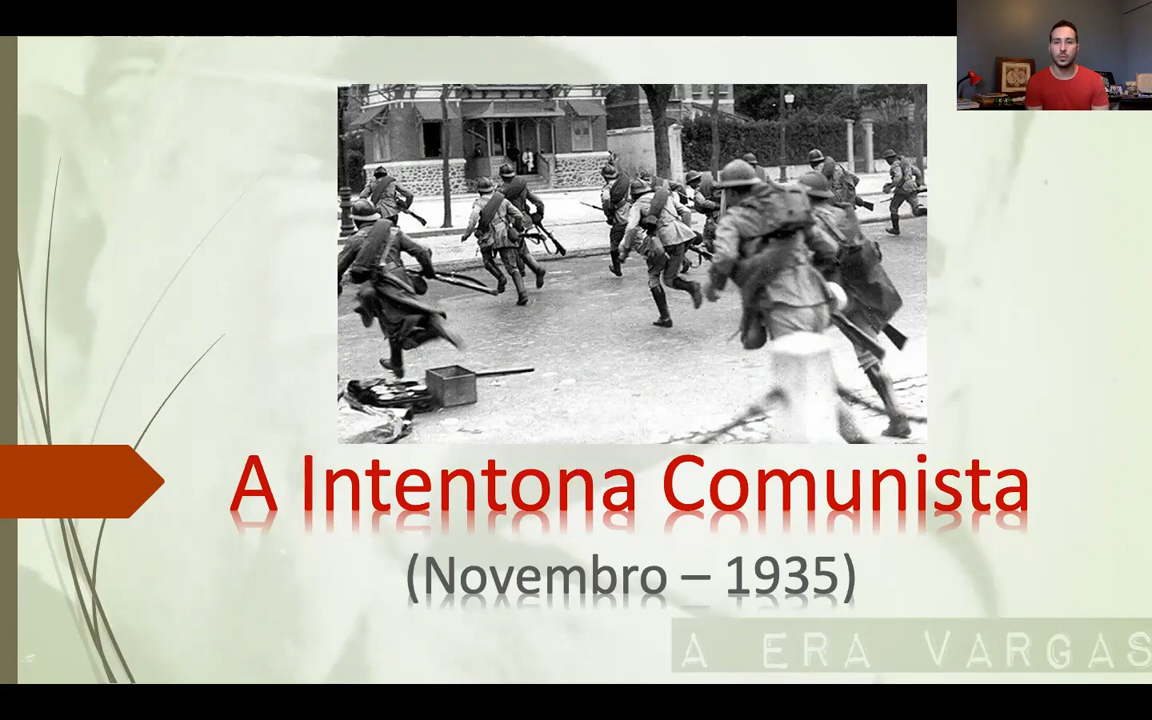 A Intentona Comunista
(Novembro – 1935)
A ERA VARGAS